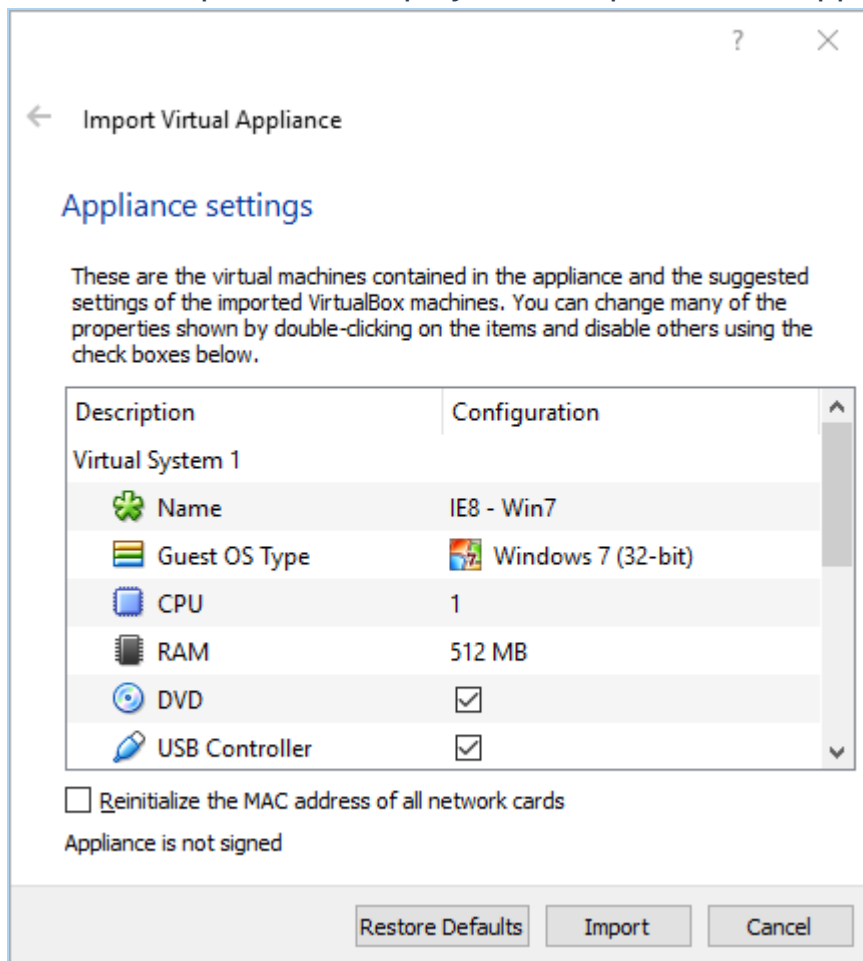 ?
Import Virtual Appliance
Appliance settings
These are the virtual machines contained in the appliance and the suggested
settings of the imported VirtualBox machines. You can change many of the
properties shown by double-clicking on the items and disable others using the
check boxes below.
Description Configuration
Virtual System 1
Name IE8 - Win7
Guest OS Type Windows 7 (32-bit)
CPU 1
RAM 512 MB
DVD
USB Controller
Reinitialize the MAC address of all network cards
Appliance is not signed
Restore Defaults Import Cancel